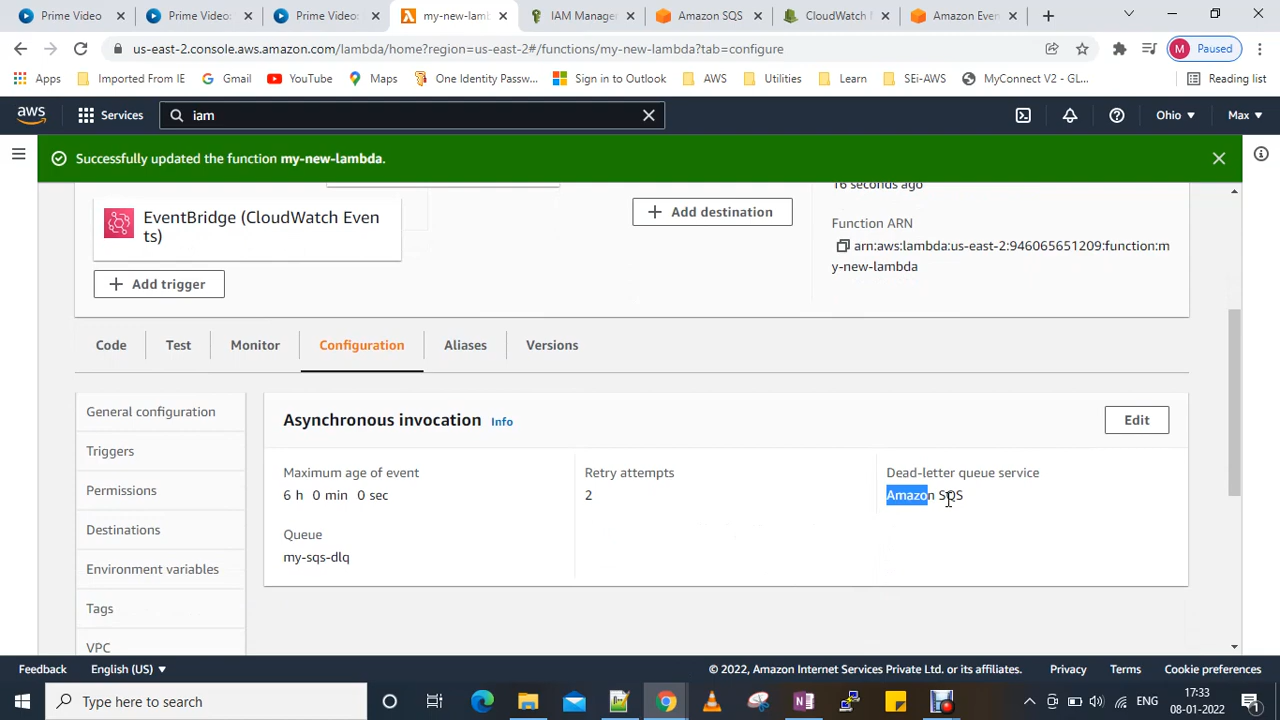 Prime Video
Prime Video:
Prime Video:
my-new-lamb
IAM Manage
Amazon SQS
CloudWatch
Amazon Even
us-east-2.console.aws.amazon.com/lambda/home?region=us-east-2#/functions/my-new-lambda?tab=configure
M Paused
Apps
Imported From IE
Gmail
YouTube
Maps
One Identity Passw...
Sign in to Outlook
AWS
Utilities
Learn
SEi-AWS
MyConnect V2 - GL...
Reading list
aws
Services
iam
Ohio
Max
Successfully updated the function my-new-lambda.
16 seconds ago
EventBridge (CloudWatch Even
ts)
+ Add destination
Function ARN
arn:aws:lambda:us-east-2:946065651209:function:m
y-new-lambda
+ Add trigger
Code
Test
Monitor
Configuration
Aliases
Versions
General configuration
Triggers
Permissions
Destinations
Environment variables
Tags
VPC
Asynchronous invocation Info
Edit
Maximum age of event
6 h 0 min 0 sec
Retry attempts
2
Dead-letter queue service
Amazon SQS
Queue
my-sqs-dlq
Feedback
English (US)
© 2022, Amazon Internet Services Private Ltd. or its affiliates.
Privacy
Terms
Cookie preferences
Type here to search
ENG
17:33
08-01-2022